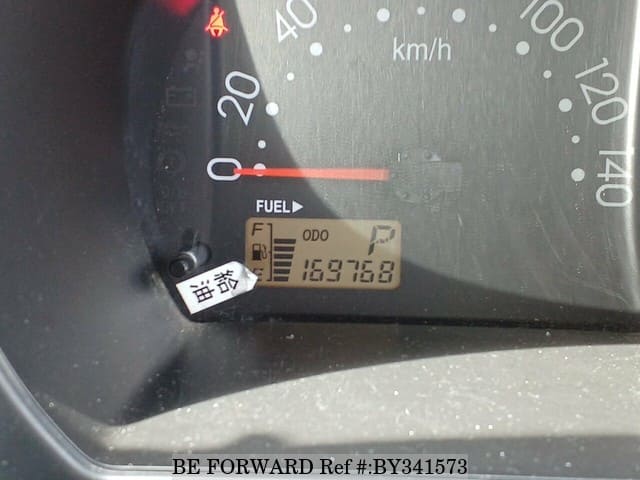 40
100
km/h
20
120
0
140
FUEL▶
F
ODO
P
E
169768
給油
BE FORWARD Ref #:BY341573